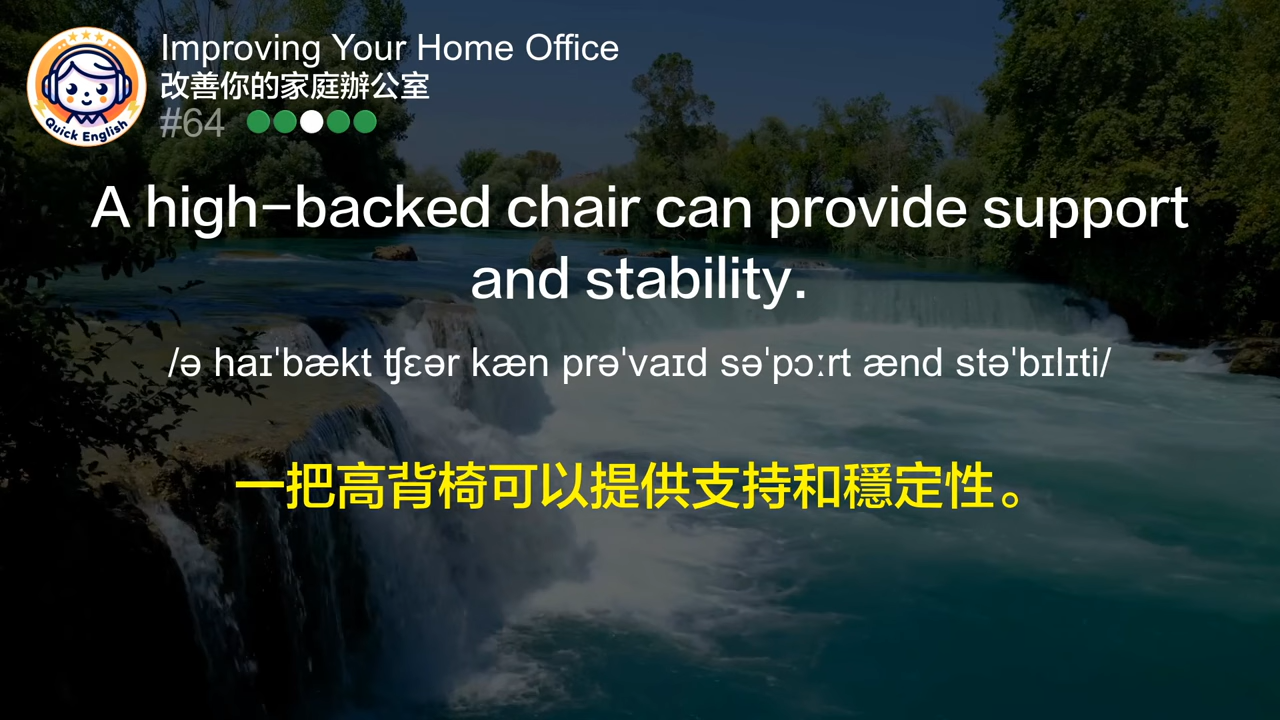 Improving Your Home Office
改善你的家庭辦公室
#64
Quick English
A high-backed chair can provide support
and stability.
/ə haɪˈbækt ʧɛər kæn prəˈvaɪd səˈpɔːrt ænd stəˈbɪlɪti/
一把高背椅可以提供支持和穩定性。